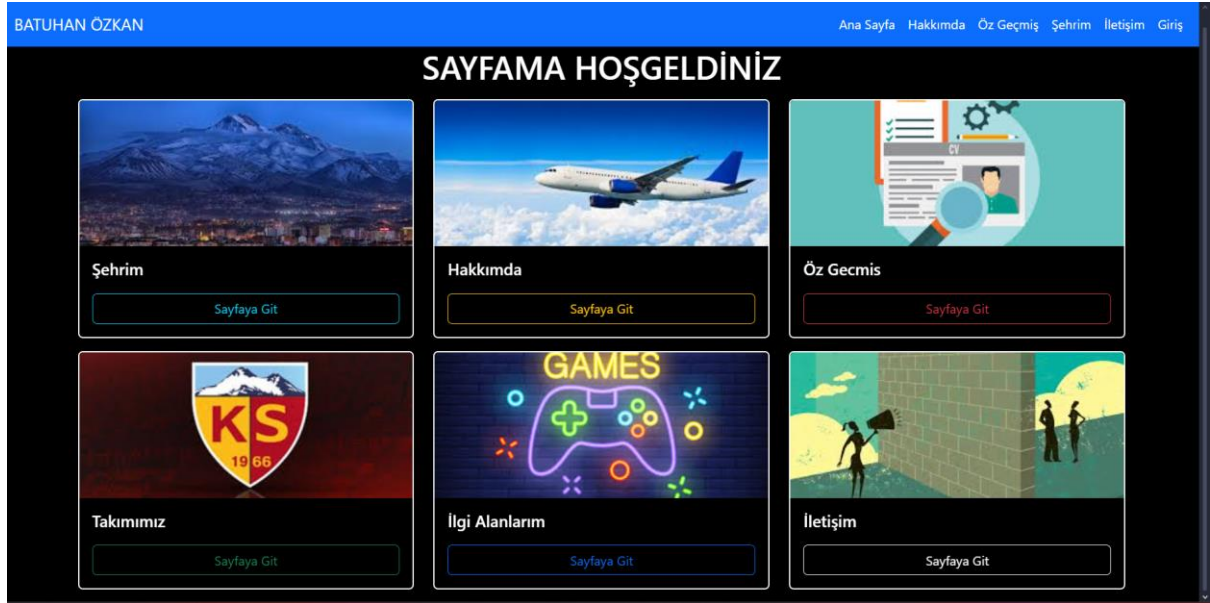 BATUHAN ÖZKAN
Ana Sayfa Hakkımda Öz Geçmiş Şehrim İletişim Giriş
SAYFAMA HOŞGELDİNİZ
CV
Şehrim
Hakkımda
Öz Gecmis
Sayfaya Git
Sayfaya Git
Sayfaya Git
KS
1966
GAMES
Takımımız
İlgi Alanlarım
İletişim
Sayfaya Git
Sayfaya Git
Sayfaya Git